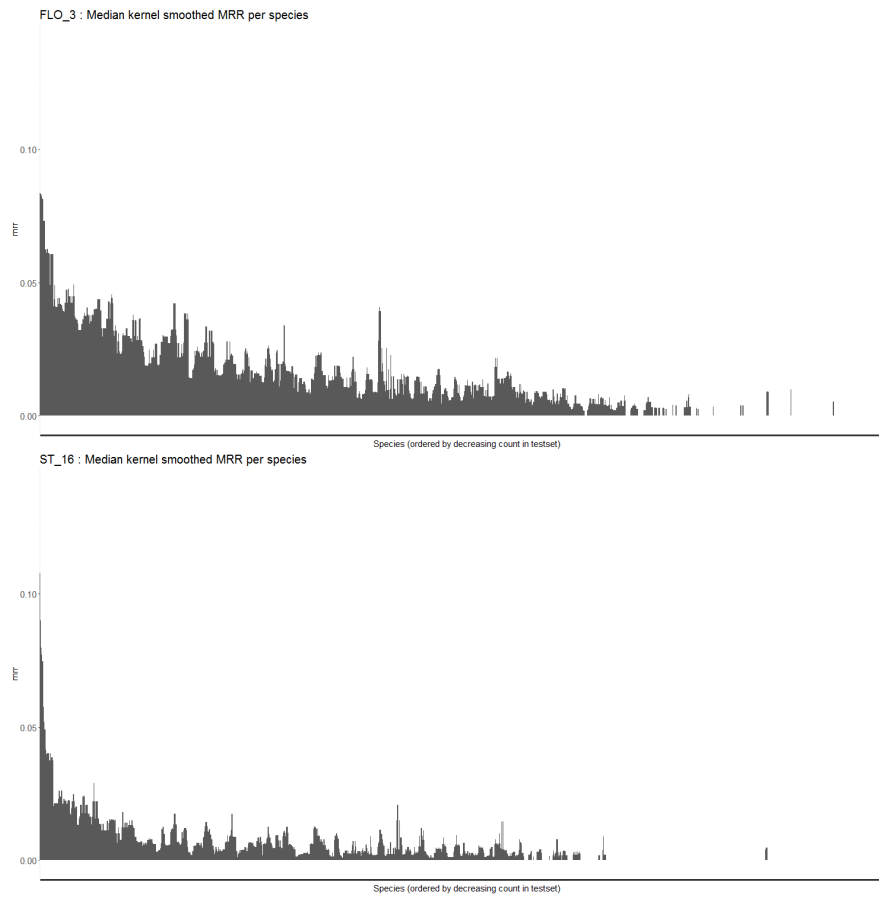 FLO_3 : Median kernel smoothed MRR per species
0.10
mrr
0.05
0.00
Species (ordered by decreasing count in testset)
ST_16 : Median kernel smoothed MRR per species
0.10
mrr
0.05
0.00
Species (ordered by decreasing count in testset)